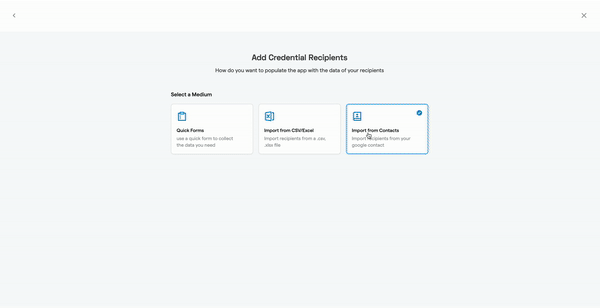 Add Credential Recipients
How do you want to populate the app with the data of your recipients
Select a Medium
Quick Forms
use a quick form to collect
the data you need
Import from CSV/Excel
Import recipients from a .csv,
.xlsx file
Import from Contacts
Import recipients from your
google contact